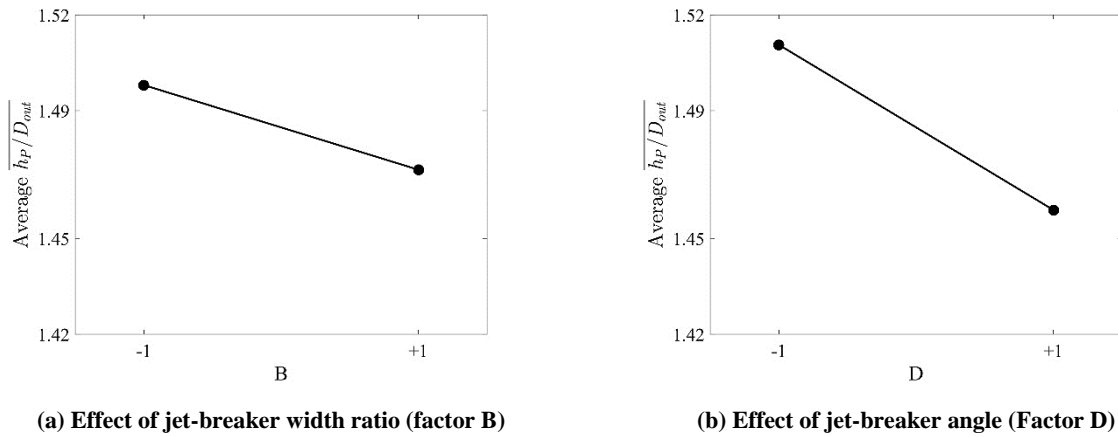 1.52
1.49
1.45
1.42
Average h_P/D_out
-1
+1
B
(a) Effect of jet-breaker width ratio (factor B)
1.52
1.49
1.45
1.42
Average h_P/D_out
-1
+1
D
(b) Effect of jet-breaker angle (Factor D)